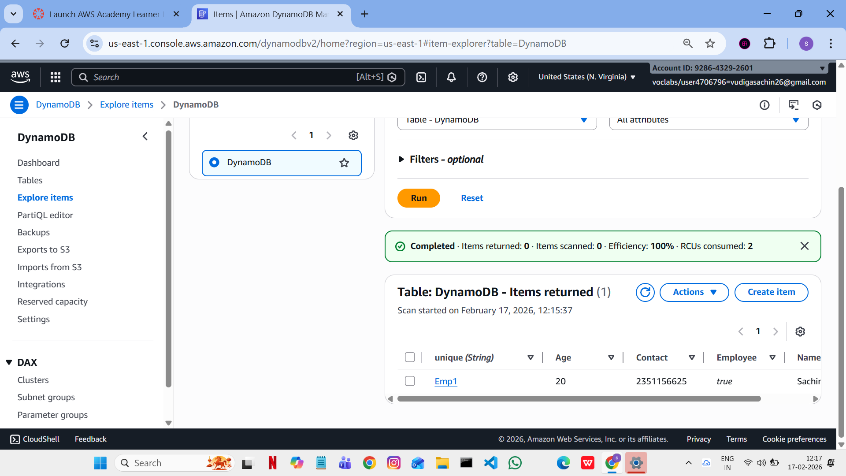 Launch AWS Academy Learner
Items | Amazon DynamoDB Ma
us-east-1.console.aws.amazon.com/dynamodbv2/home?region=us-east-1#item-explorer?table=DynamoDB
S
aws
Search
[Alt+S]
United States (N. Virginia)
Account ID: 9286-4329-2601
voclabs/user4706796=vudigasachin26@gmail.com
DynamoDB
Explore items
DynamoDB
DynamoDB
Dashboard
Tables
Explore items
PartiQL editor
Backups
Exports to S3
Imports from S3
Integrations
Reserved capacity
Settings
DAX
Clusters
Subnet groups
Parameter groups
1
DynamoDB
Table - DynamoDB
All attributes
Filters - optional
Run
Reset
Completed · Items returned: 0 · Items scanned: 0 · Efficiency: 100% · RCUs consumed: 2
Table: DynamoDB - Items returned (1)
Actions
Create item
Scan started on February 17, 2026, 12:15:37
1
unique (String)
Age
Contact
Employee
Name
Emp1
20
2351156625
true
Sachin
CloudShell
Feedback
© 2026, Amazon Web Services, Inc. or its affiliates.
Privacy
Terms
Cookie preferences
Search
ENG
IN
12:17
17-02-2026